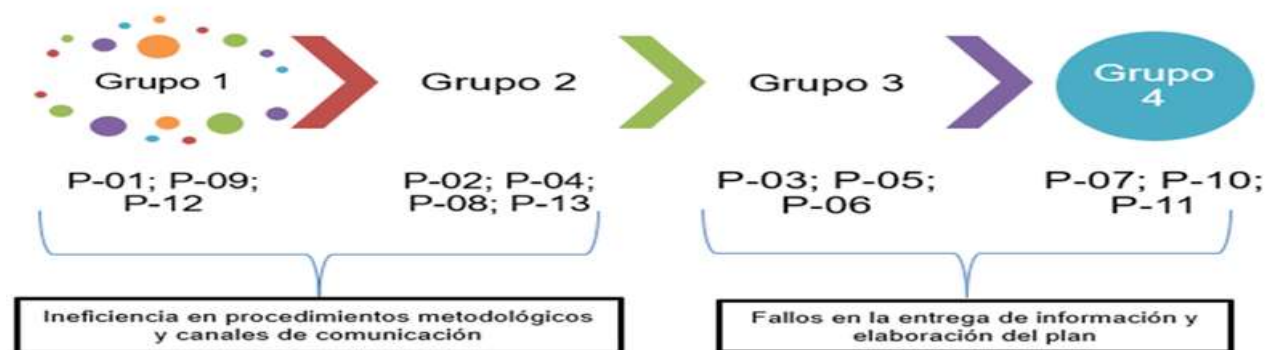 Grupo 1
Grupo 2
Grupo 3
Grupo
4
P-01; P-09;
P-12
P-02; P-04;
P-08; P-13
P-03; P-05;
P-06
P-07; P-10;
P-11
Ineficiencia en procedimientos metodológicos
y canales de comunicación
Fallos en la entrega de información y
elaboración del plan